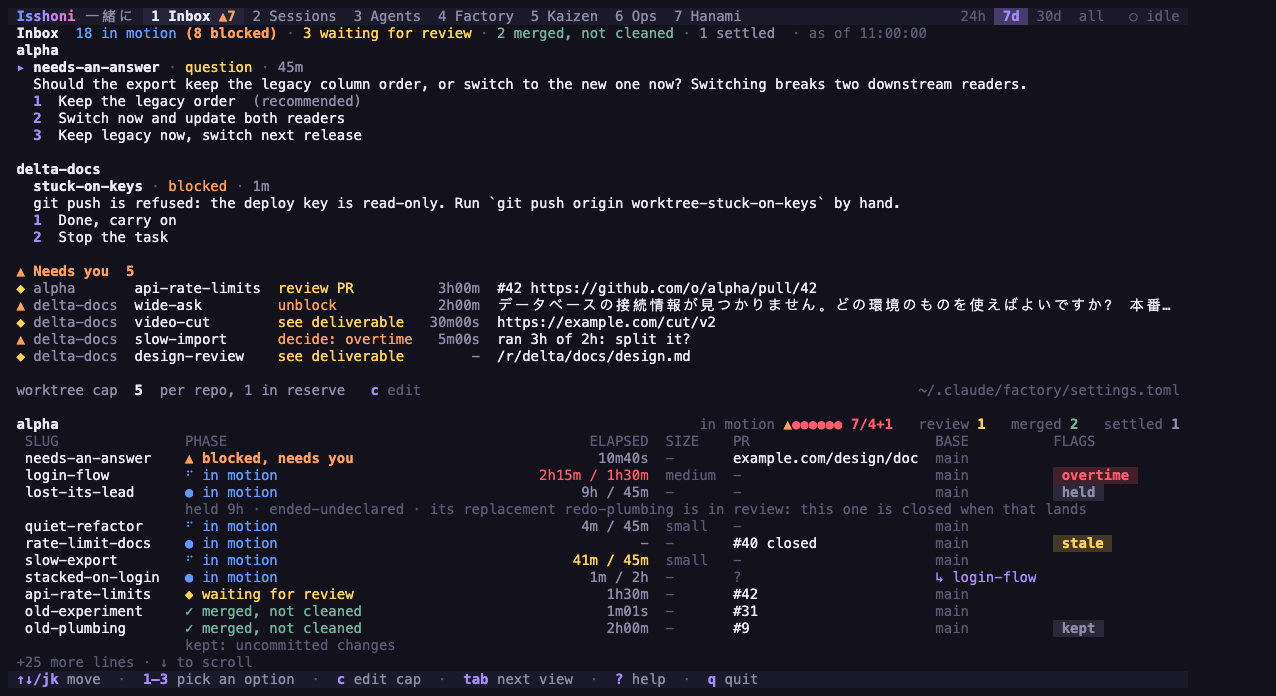 Isshoni 一緒に 1 Inbox ▲7 2 Sessions 3 Agents 4 Factory 5 Kaizen 6 Ops 7 Hanami 24h 7d 30d all ○ idle
Inbox 18 in motion (8 blocked) · 3 waiting for review · 2 merged, not cleaned · 1 settled · as of 11:00:00
alpha
▸ needs-an-answer · question · 45m
Should the export keep the legacy column order, or switch to the new one now? Switching breaks two downstream readers.
1 Keep the legacy order (recommended)
2 Switch now and update both readers
3 Keep legacy now, switch next release
delta-docs
stuck-on-keys · blocked · 1m
git push is refused: the deploy key is read-only. Run `git push origin worktree-stuck-on-keys` by hand.
1 Done, carry on
2 Stop the task
▲ Needs you 5
◆ alpha api-rate-limits review PR 3h00m #42 https://github.com/o/alpha/pull/42
▲ delta-docs wide-ask unblock 2h00m データベースの接続情報が見つかりません。どの環境のものを使えばよいですか? 本番…
◆ delta-docs video-cut see deliverable 30m00s https://example.com/cut/v2
▲ delta-docs slow-import decide: overtime 5m00s ran 3h of 2h: split it?
◆ delta-docs design-review see deliverable – /r/delta/docs/design.md
worktree cap 5 per repo, 1 in reserve c edit ~/.claude/factory/settings.toml
alpha in motion ▲●●●●●● 7/4+1 review 1 merged 2 settled 1
SLUG PHASE ELAPSED SIZE PR BASE FLAGS
needs-an-answer ▲ blocked, needs you 10m40s – example.com/design/doc main
login-flow ⠋ in motion 2h15m / 1h30m medium – main overtime
lost-its-lead ● in motion 9h / 45m – – main held
held 9h · ended-undeclared · its replacement redo-plumbing is in review: this one is closed when that lands
quiet-refactor ⠋ in motion 4m / 45m small – main
rate-limit-docs ● in motion – – #40 closed main stale
slow-export ⠋ in motion 41m / 45m small – main
stacked-on-login ● in motion 1m / 2h – ? ↳ login-flow
api-rate-limits ◆ waiting for review 1h30m – #42 main
old-experiment ✓ merged, not cleaned 1m01s – #31 main
old-plumbing ✓ merged, not cleaned 2h00m – #9 main kept
kept: uncommitted changes
+25 more lines · ↓ to scroll
↑↓/jk move · 1–3 pick an option · c edit cap · tab next view · ? help · q quit